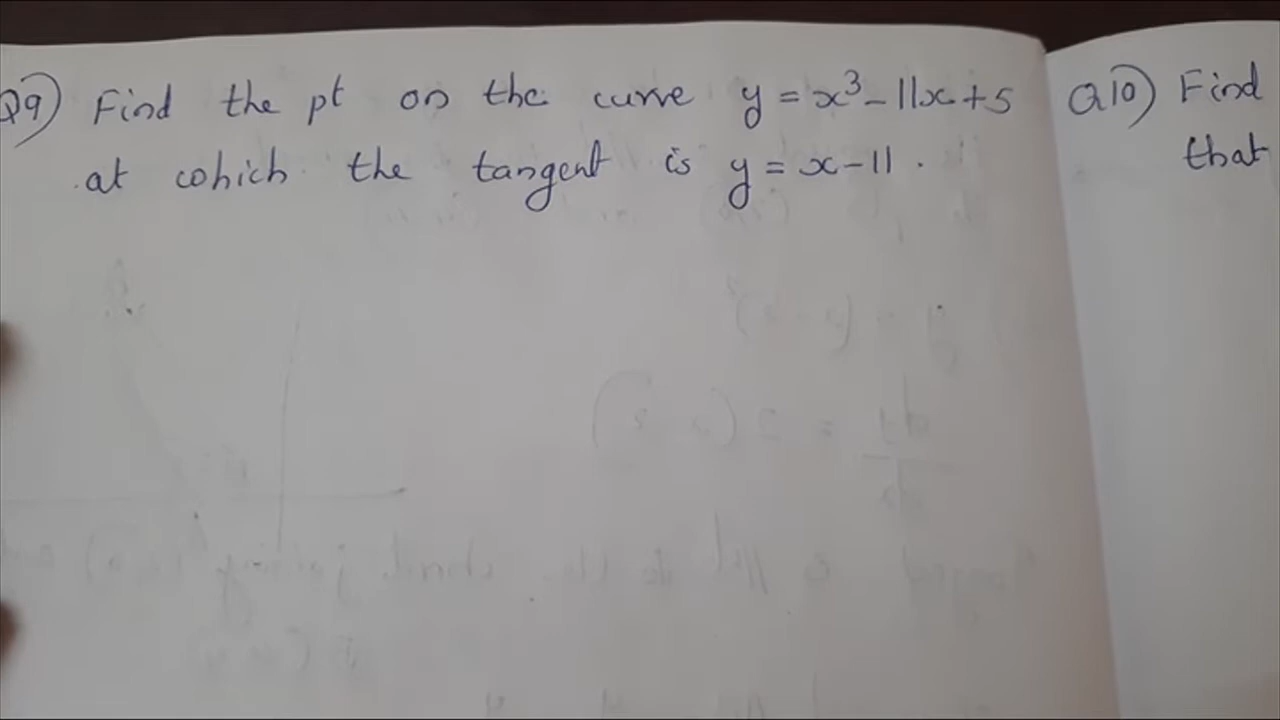 Q9) Find the pt on the curve y = x³ - 11x + 5
at which the tangent is y = x - 11.
Q10) Find
that